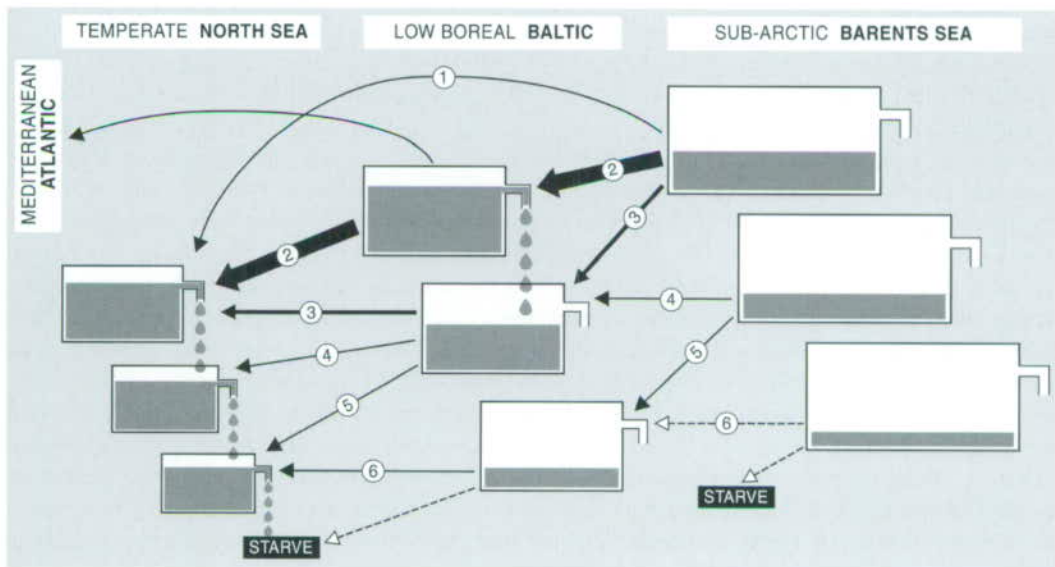 TEMPERATE NORTH SEA
LOW BOREAL BALTIC
SUB-ARCTIC BARENTS SEA
MEDITERRANEAN
ATLANTIC
1
2
3
2
3
4
4
5
5
6
6
STARVE
STARVE